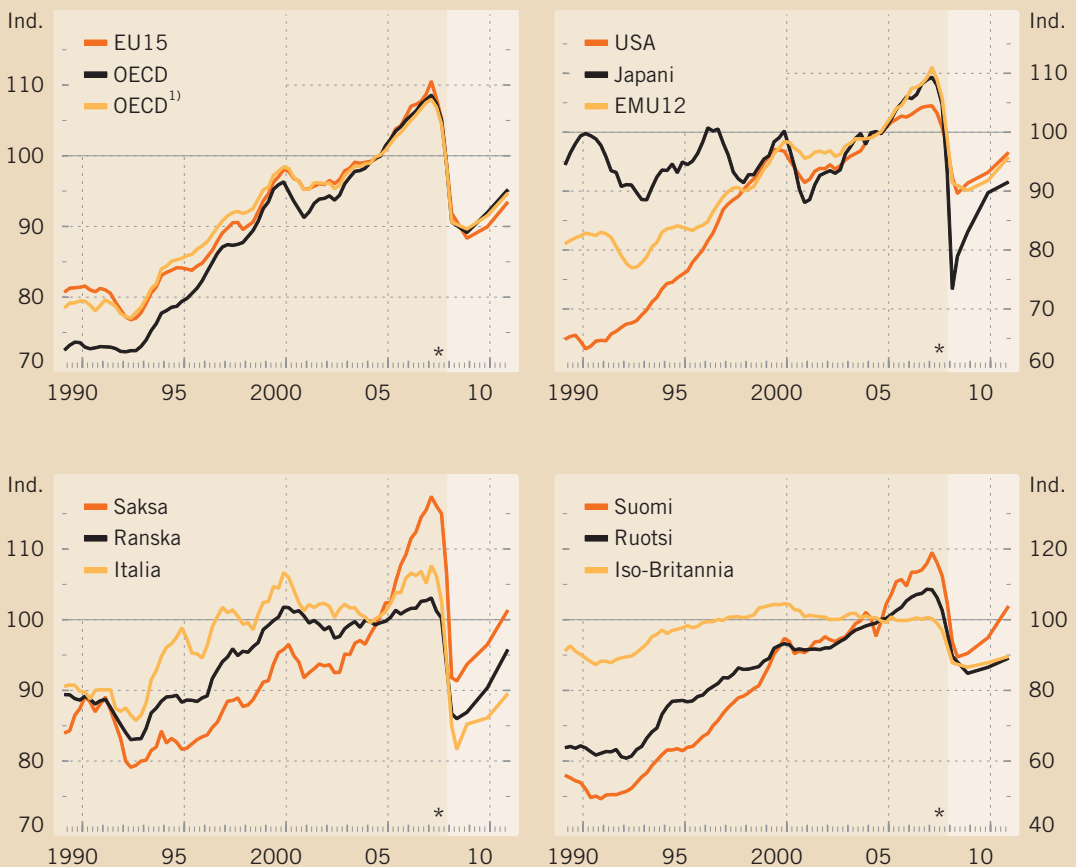 Ind.
EU15
OECD
OECD1)
110
100
90
80
70
*
1990 95 2000 05 10
Ind.
USA
Japani
EMU12
110
100
90
80
70
60
*
1990 95 2000 05 10
Ind.
Saksa
Ranska
Italia
110
100
90
80
70
*
1990 95 2000 05 10
Ind.
Suomi
Ruotsi
Iso-Britannia
120
100
80
60
40
*
1990 95 2000 05 10